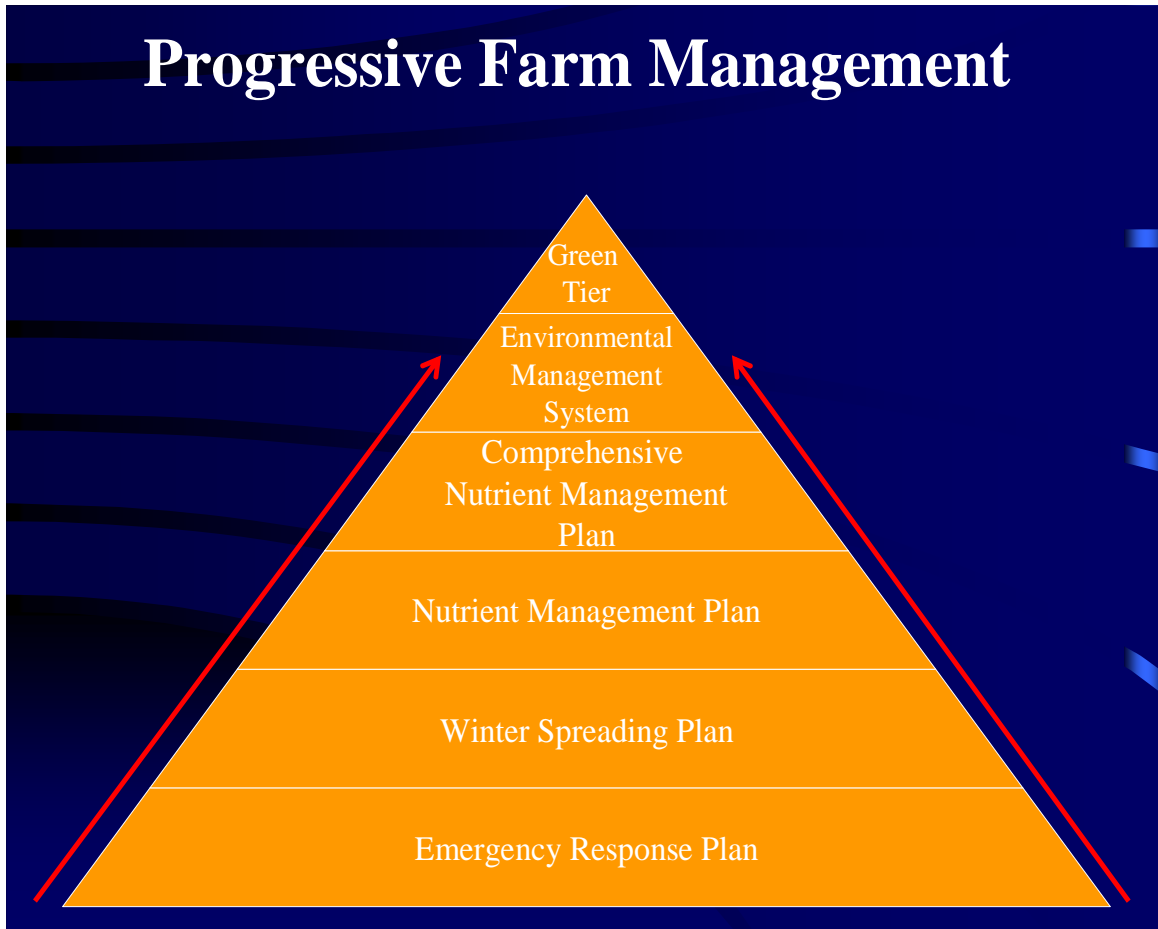 Progressive Farm Management
Green
Tier
Environmental
Management
System
Comprehensive
Nutrient Management
Plan
Nutrient Management Plan
Winter Spreading Plan
Emergency Response Plan